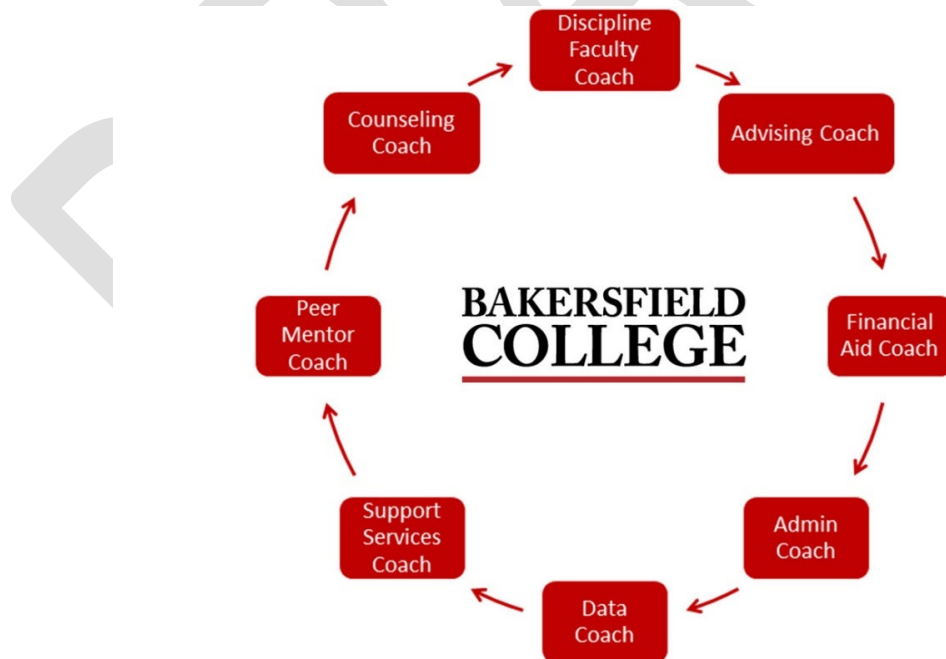 Discipline
Faculty
Coach
Advising Coach
Financial
Aid Coach
Admin
Coach
Data
Coach
Support
Services
Coach
Peer
Mentor
Coach
Counseling
Coach
BAKERSFIELD
COLLEGE